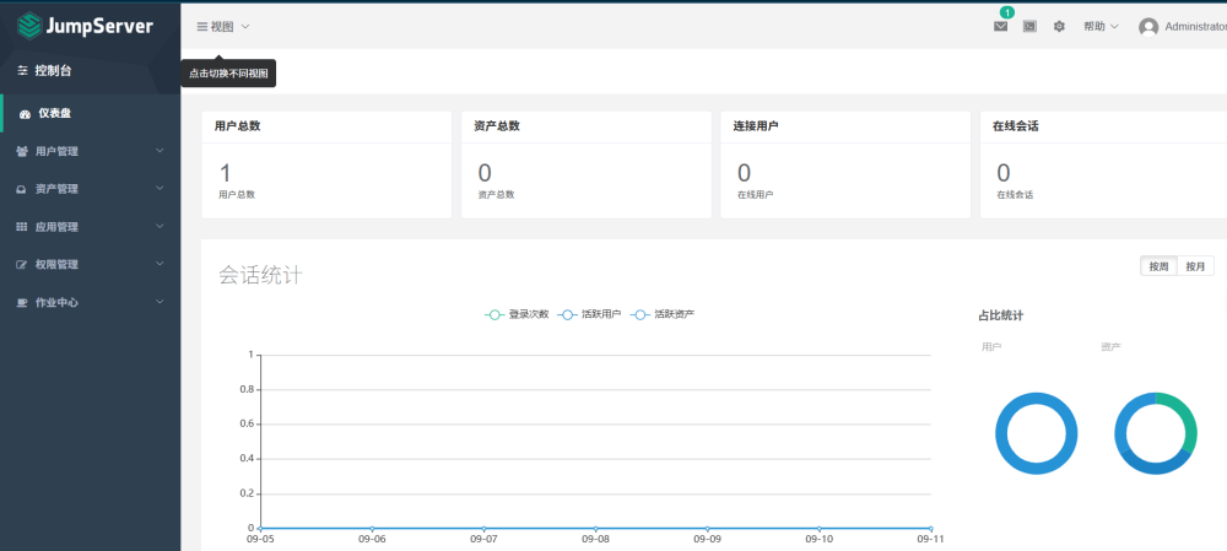 JumpServer
视图
1
帮助
Administrator
控制台
点击切换不同视图
仪表盘
用户管理
资产管理
应用管理
权限管理
作业中心
用户总数
资产总数
连接用户
在线会话
1
0
0
0
用户总数
资产总数
在线用户
在线会话
会话统计
按周
按月
登录次数
活跃用户
活跃资产
占比统计
用户
资产
1
0.8
0.6
0.4
0.2
0
09-05
09-06
09-07
09-08
09-09
09-10
09-11